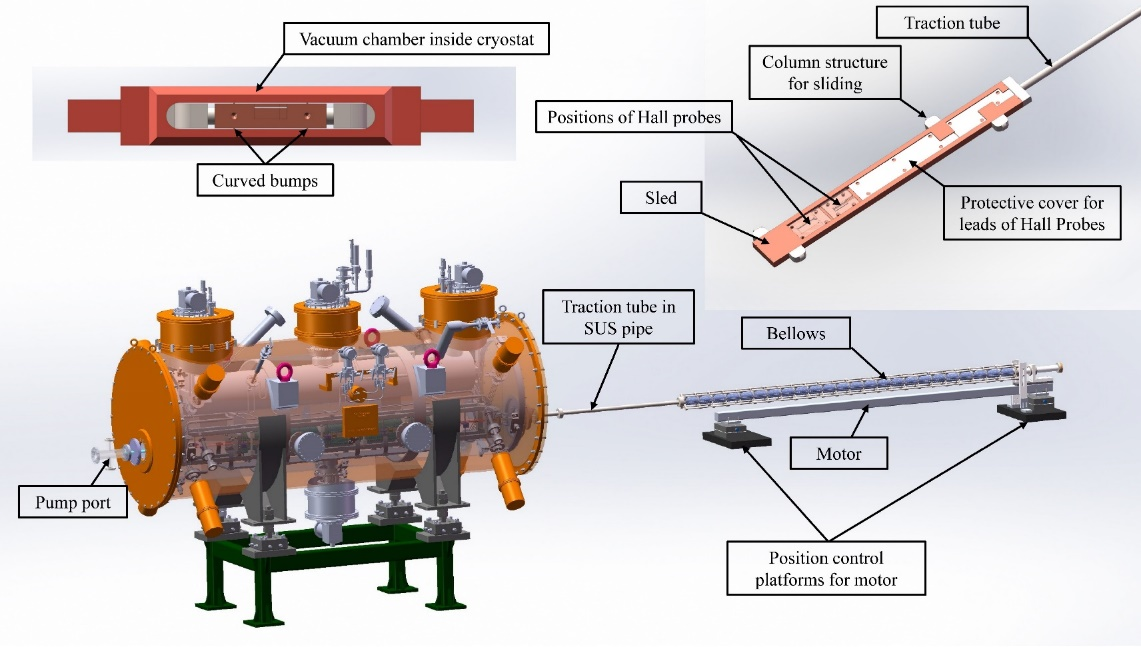 Traction tube
Vacuum chamber inside cryostat
Column structure
for sliding
Positions of Hall probes
Curved bumps
Sled
Protective cover for
leads of Hall Probes
Traction tube in
SUS pipe
Bellows
Motor
Pump port
Position control
platforms for motor